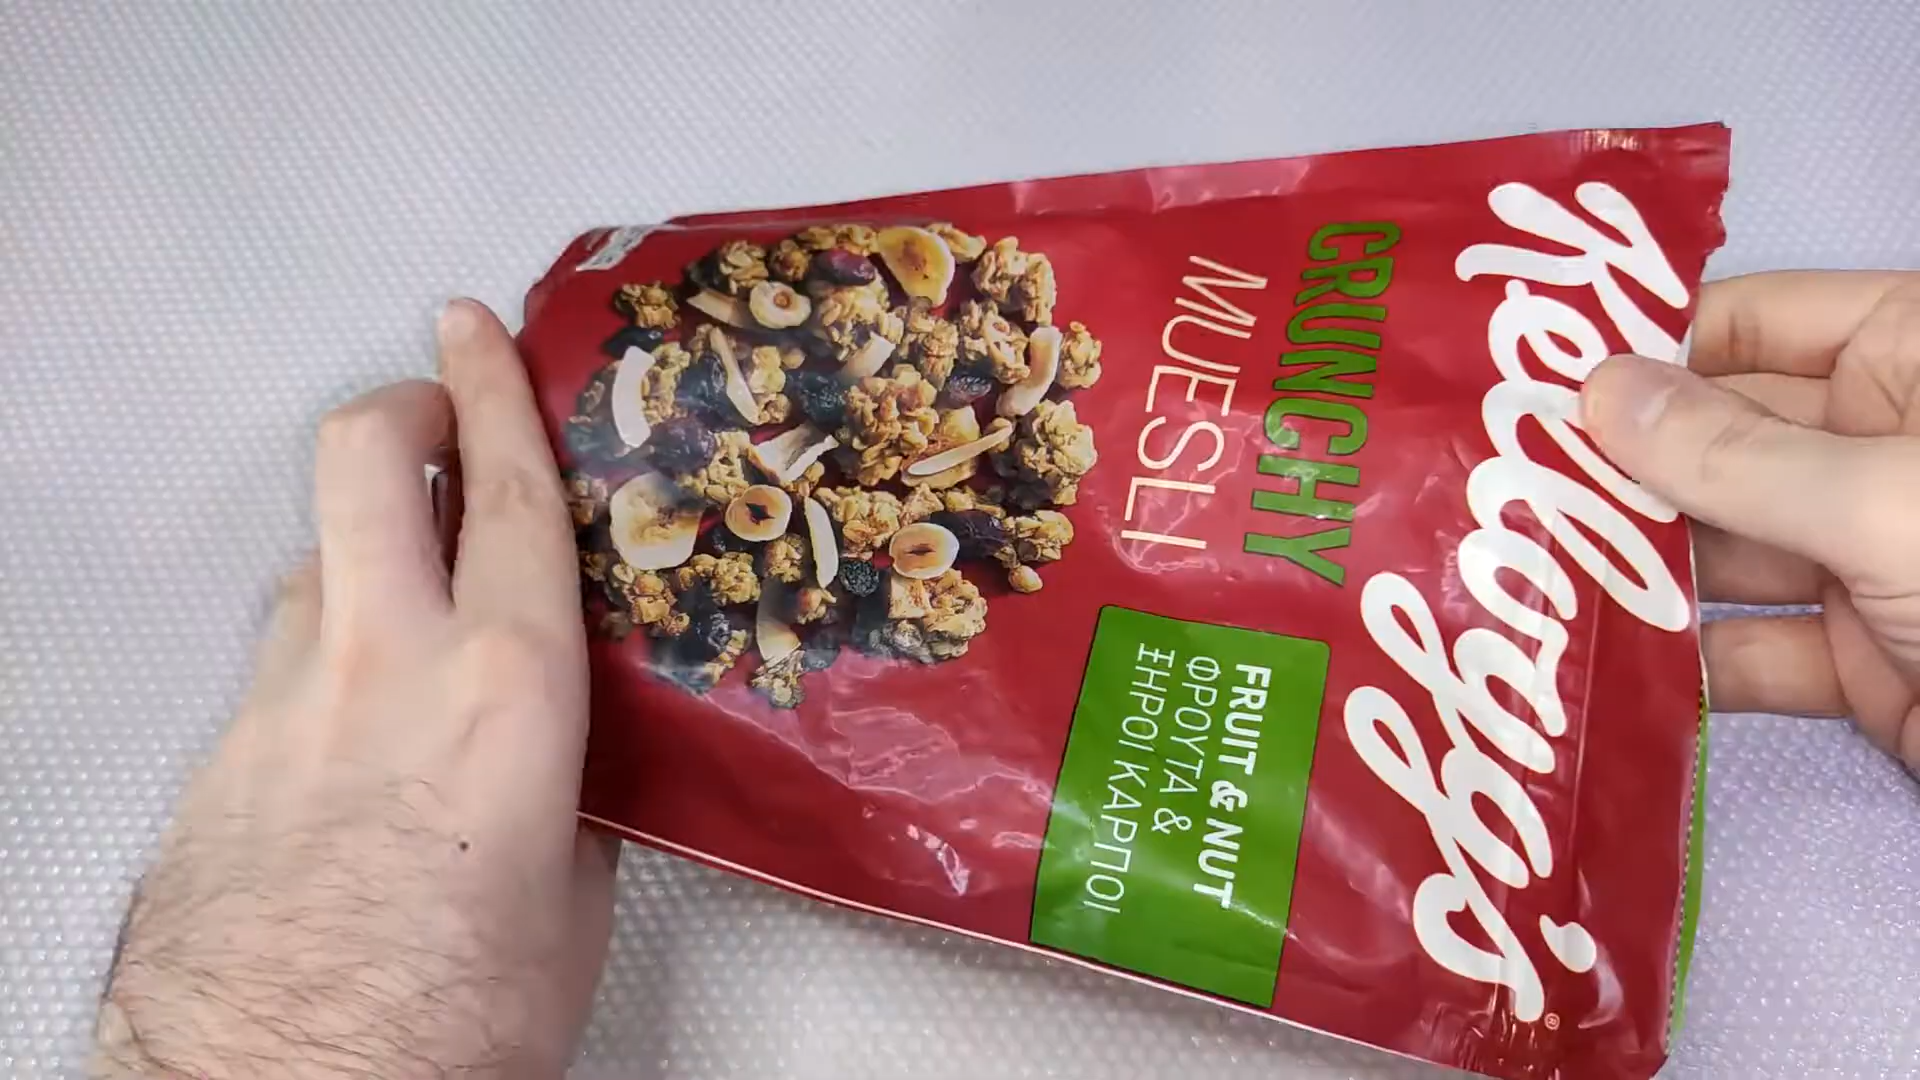 Kellogg's®
CRUNCHY
MUESLI
FRUIT & NUT
ΦΡΟΥΤΑ &
ΞΗΡΟΙ ΚΑΡΠΟΙ